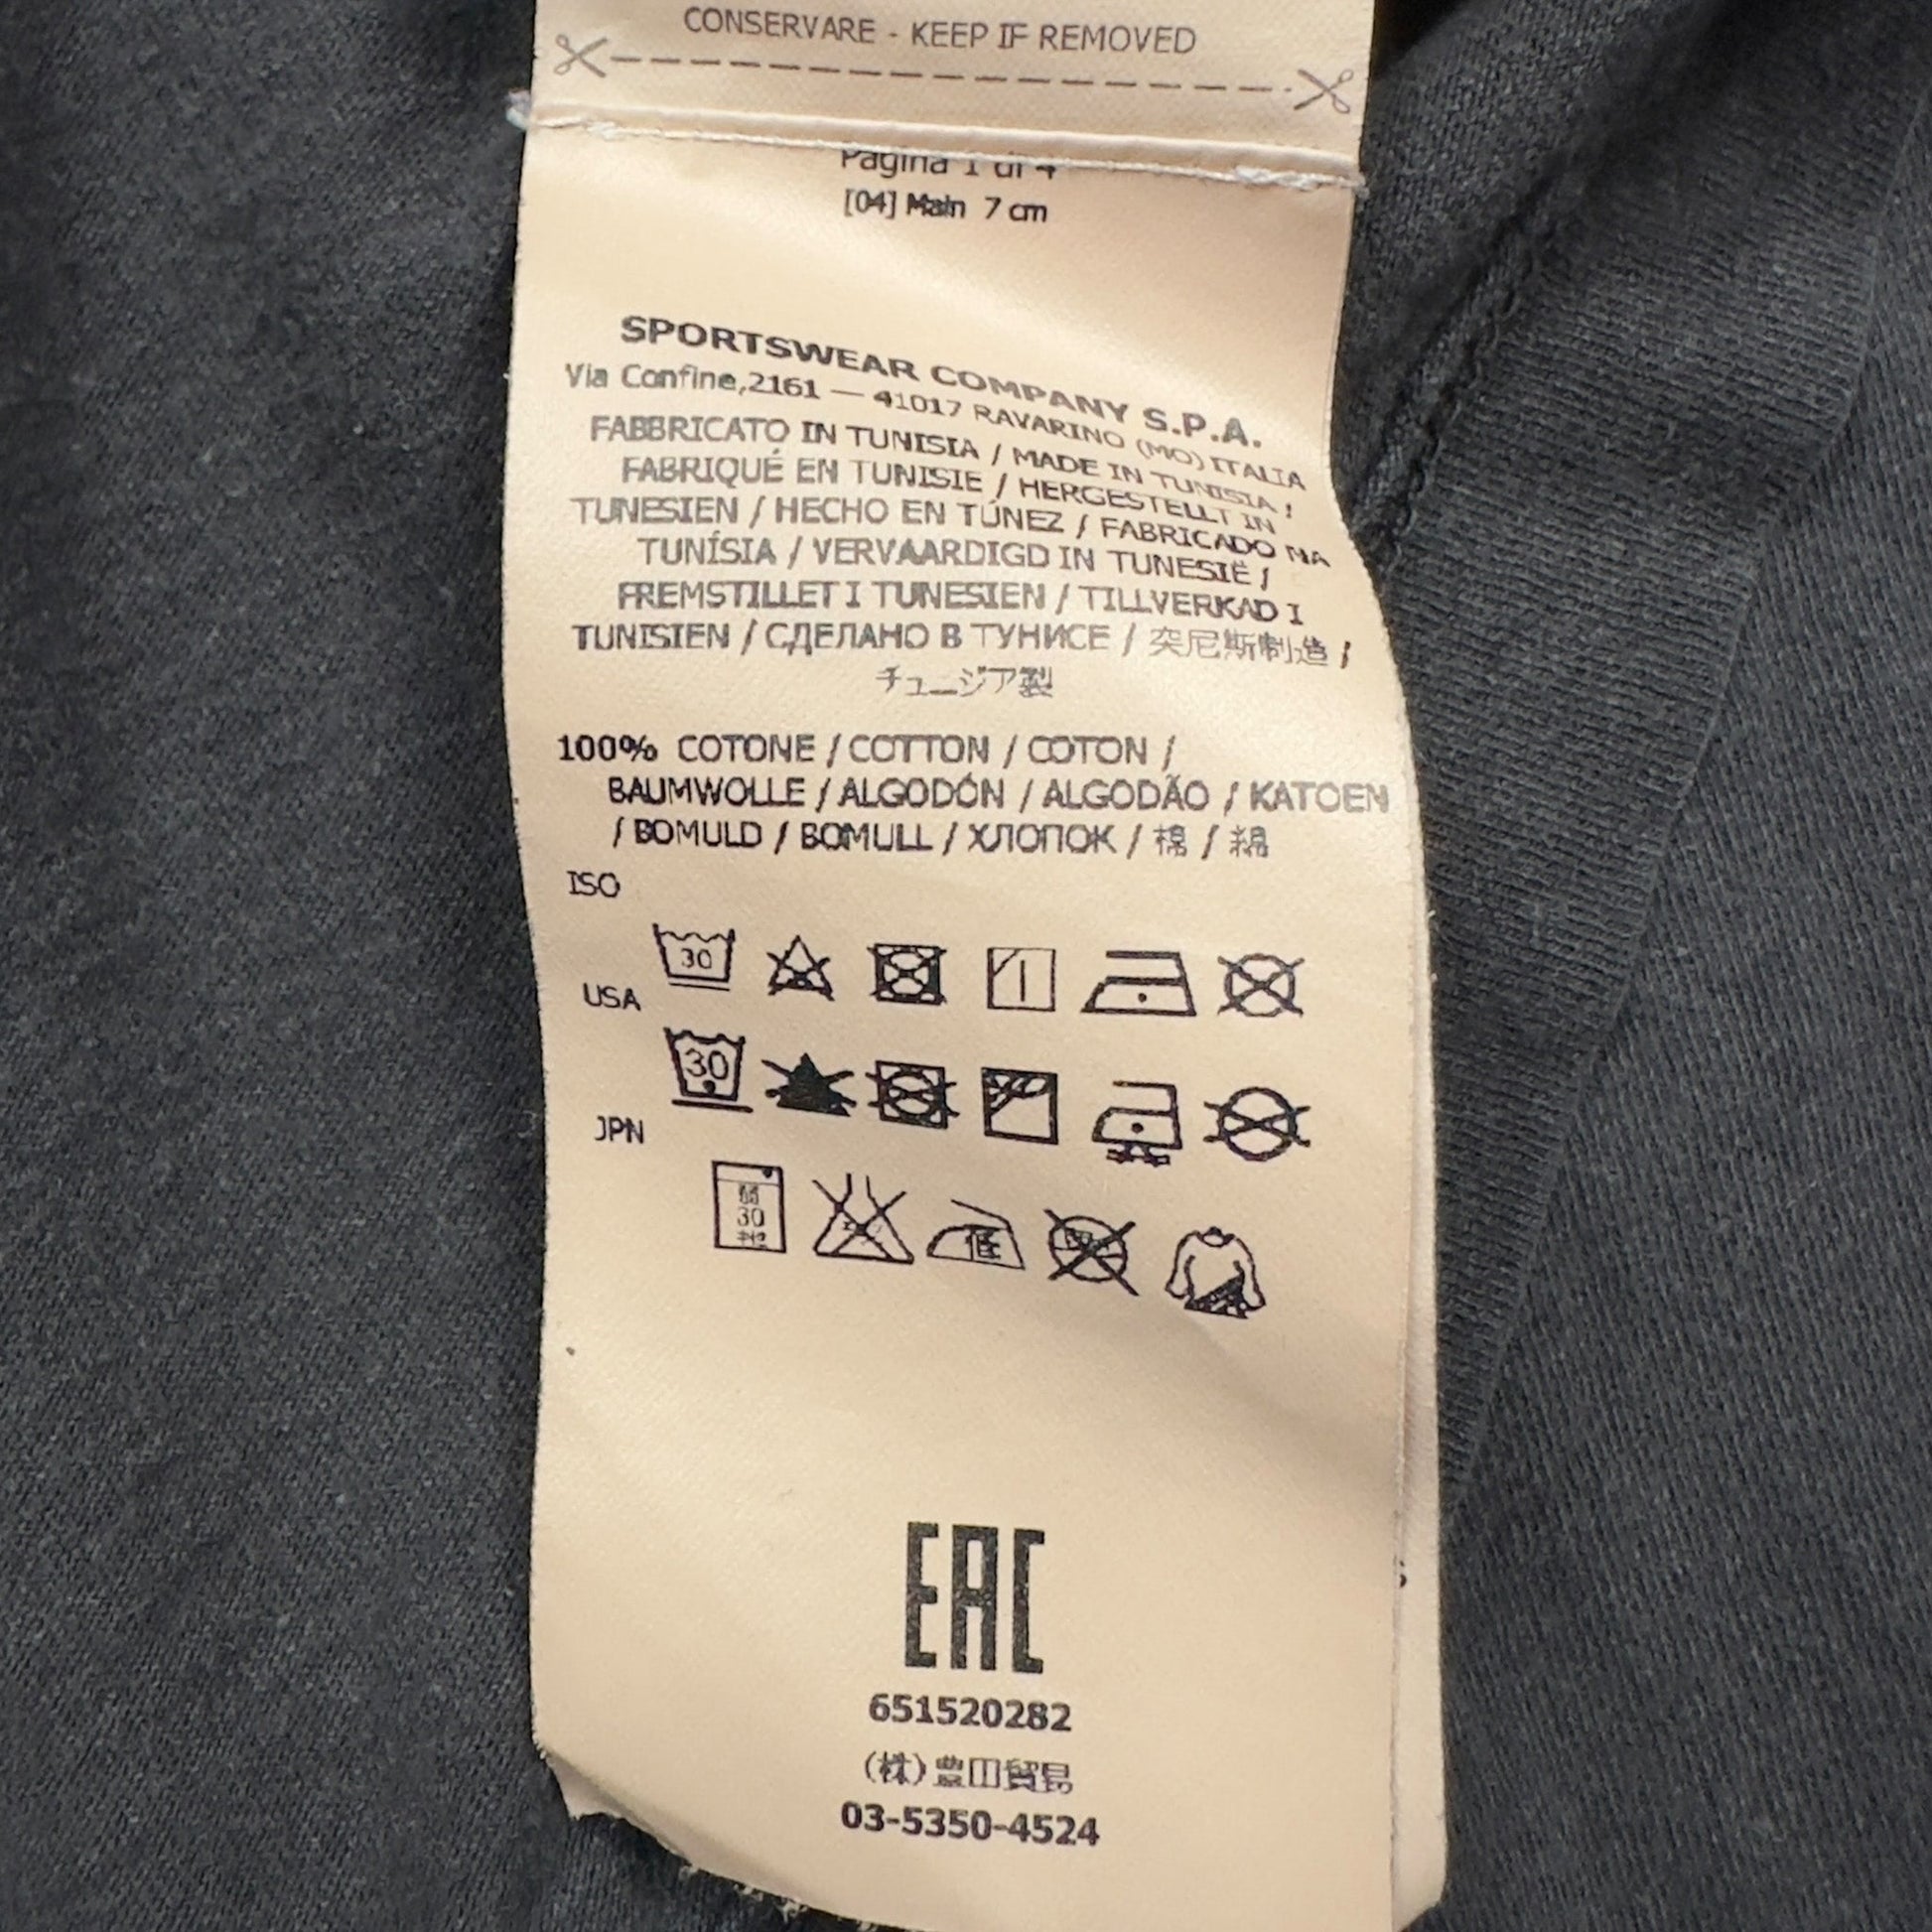 CONSERVARE - KEEP IF REMOVED
Pagina 1 di 4
[04] Main 7 cm
SPORTSWEAR COMPANY S.P.A.
Via Confine,2161 — 41017 RAVARINO (MO) ITALIA
FABBRICATO IN TUNISIA / MADE IN TUNISIA /
FABRIQUÉ EN TUNISIE / HERGESTELLT IN
TUNESIEN / HECHO EN TÚNEZ / FABRICADO NA
TUNÍSIA / VERVAARDIGD IN TUNESIË /
FREMSTILLET I TUNESIEN / TILLVERKAD I
TUNISIEN / СДЕЛАНО В ТУНИСЕ / 突尼斯制造 /
チュニジア製
100% COTONE / COTTON / COTON /
BAUMWOLLE / ALGODÓN / ALGODÃO / KATOEN
/ BOMULD / BOMULL / ХЛОПОК / 棉 / 綿
ISO
30
USA
30
JPN
30
低
EAC
651520282
(株)豊田貿易
03-5350-4524